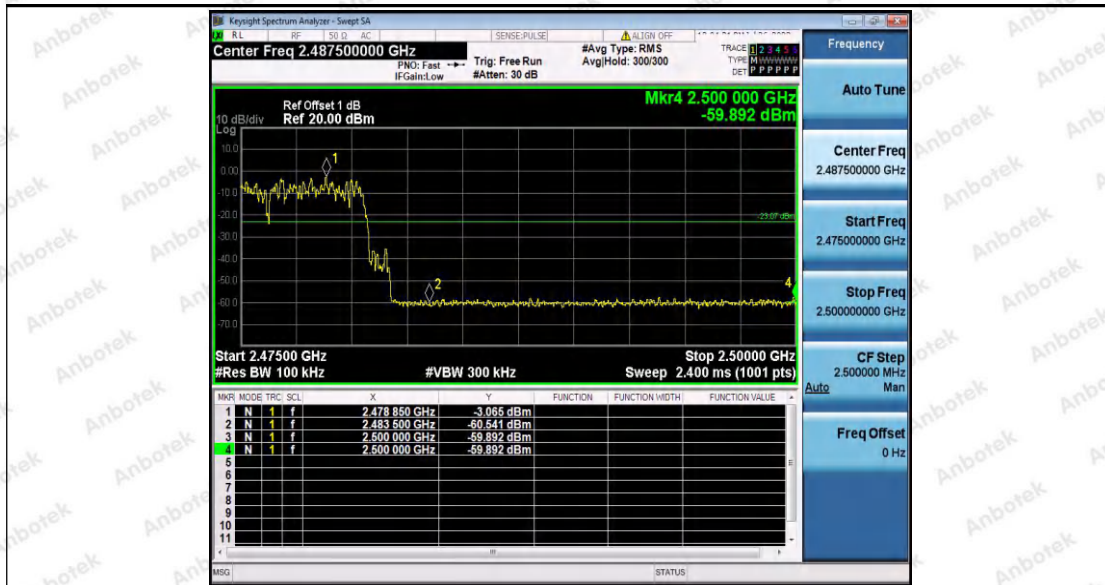 Keysight Spectrum Analyzer - Swept SA
RL RF 50 Ω AC SENSE:PULSE ALIGN OFF
Center Freq 2.487500000 GHz
PNO: Fast
IFGain:Low
Trig: Free Run
#Atten: 30 dB
#Avg Type: RMS
Avg|Hold: 300/300
TRACE 1 2 3 4 5 6
TYPE M W W W W W
DET P P P P P P
Ref Offset 1 dB
Ref 20.00 dBm
10 dB/div
Log
Mkr4 2.500 000 GHz
-59.892 dBm
10.0
0.00
-10.0
-20.0
-30.0
-40.0
-50.0
-60.0
-70.0
1
2
4
-23.07 dBm
Start 2.47500 GHz
Stop 2.50000 GHz
#Res BW 100 kHz #VBW 300 kHz Sweep 2.400 ms (1001 pts)
MKR MODE TRC SCL X Y FUNCTION FUNCTION WIDTH FUNCTION VALUE
1 N 1 f 2.478 850 GHz -3.065 dBm
2 N 1 f 2.483 500 GHz -60.541 dBm
3 N 1 f 2.500 000 GHz -59.892 dBm
4 N 1 f 2.500 000 GHz -59.892 dBm
5
6
7
8
9
10
11
MSG STATUS
Frequency
Auto Tune
Center Freq
2.487500000 GHz
Start Freq
2.475000000 GHz
Stop Freq
2.500000000 GHz
CF Step
2.500000 MHz
Auto Man
Freq Offset
0 Hz
Anbotek